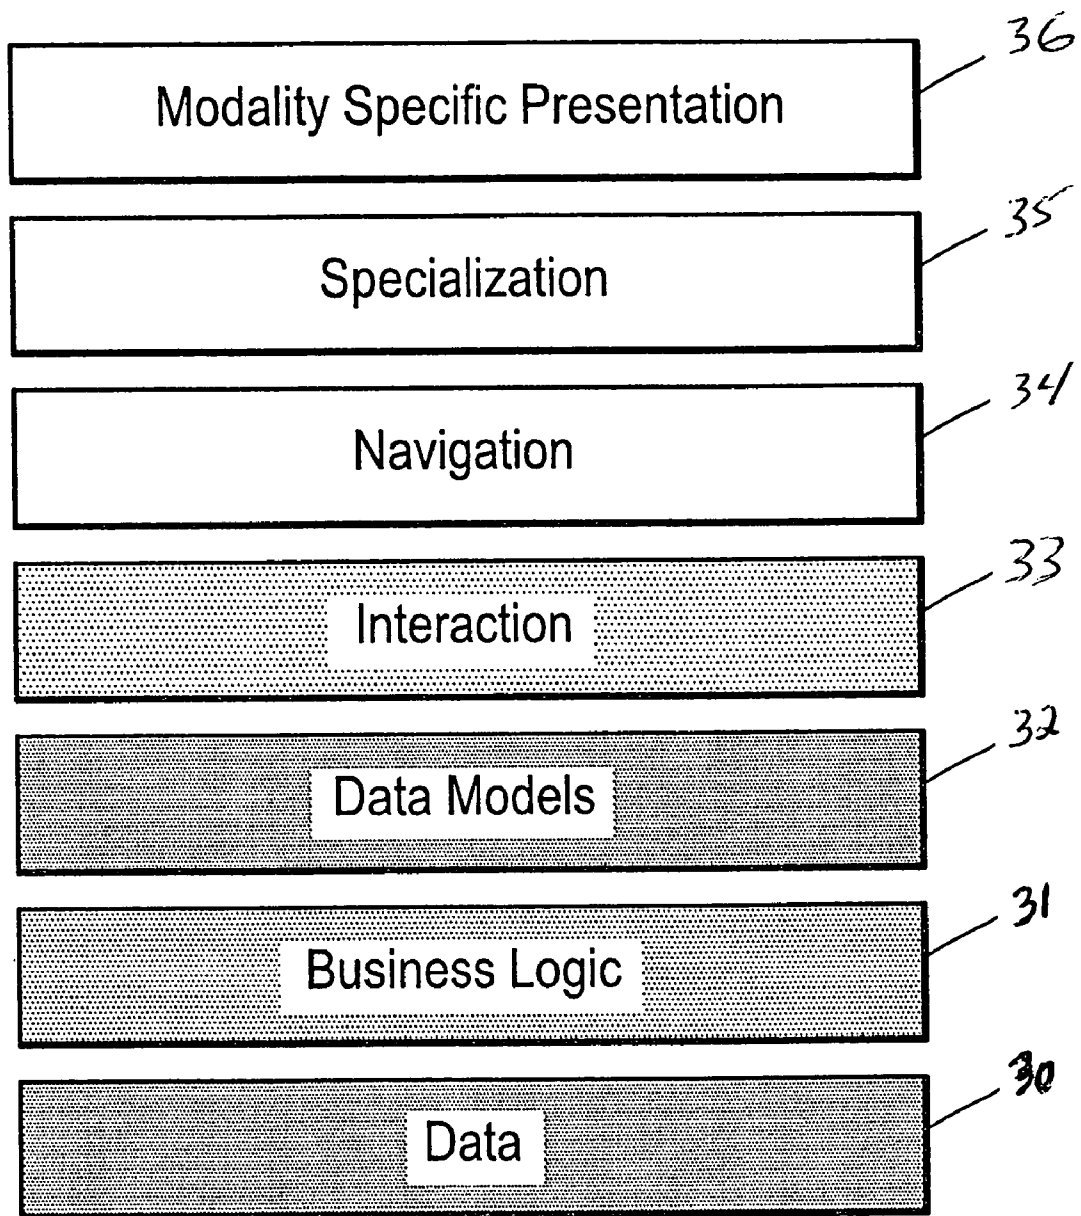 36
Modality Specific Presentation
35
Specialization
34
Navigation
33
Interaction
32
Data Models
31
Business Logic
30
Data